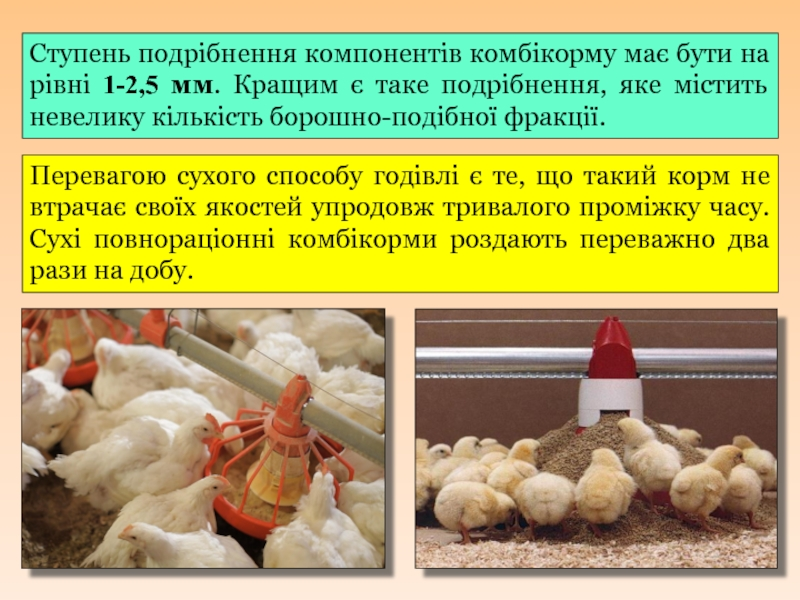 Ступень подрібнення компонентів комбікорму має бути на
рівні 1-2,5 мм. Кращим є таке подрібнення, яке містить
невелику кількість борошно-подібної фракції.
Перевагою сухого способу годівлі є те, що такий корм не
втрачає своїх якостей упродовж тривалого проміжку часу.
Сухі повнораціонні комбікорми роздають переважно два
рази на добу.